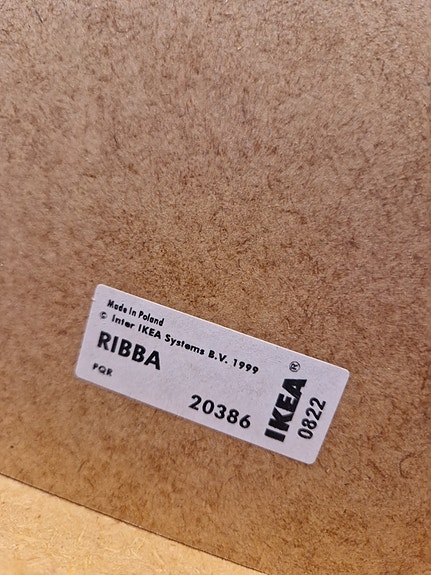 Made in Poland
© Inter IKEA Systems B.V. 1999
RIBBA
PQR
20386
IKEA®
0822